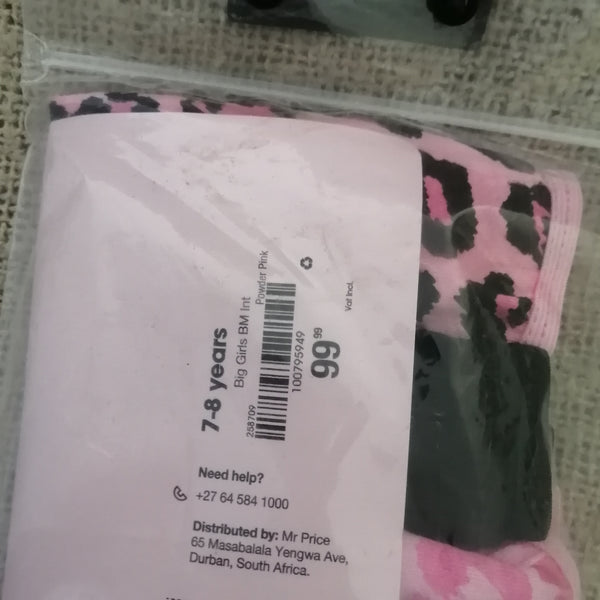 7-8 years
Big Girls BM Int
Powder Pink
258709
100795949
99 99
Vat Incl.
Need help?
+27 64 584 1000
Distributed by: Mr Price
65 Masabalala Yengwa Ave,
Durban, South Africa.